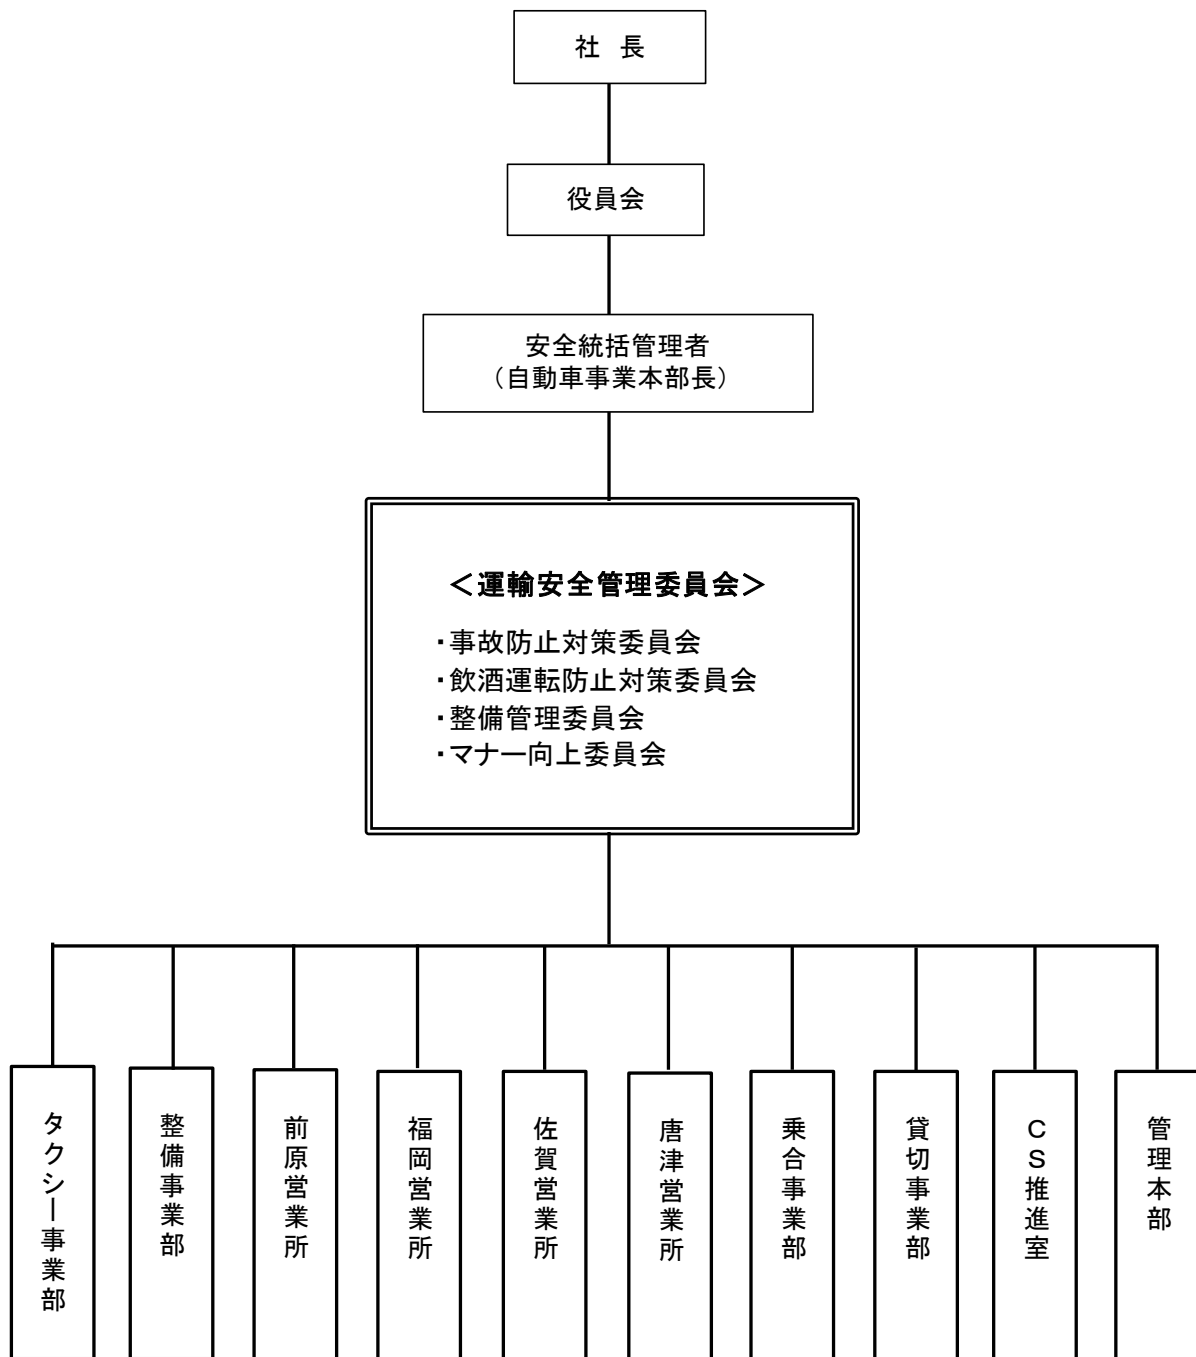 社 長
役員会
安全統括管理者
（自動車事業本部長）
＜運輸安全管理委員会＞
・事故防止対策委員会
・飲酒運転防止対策委員会
・整備管理委員会
・マナー向上委員会
タクシー事業部
整備事業部
前原営業所
福岡営業所
佐賀営業所
唐津営業所
乗合事業部
貸切事業部
CS推進室
管理本部